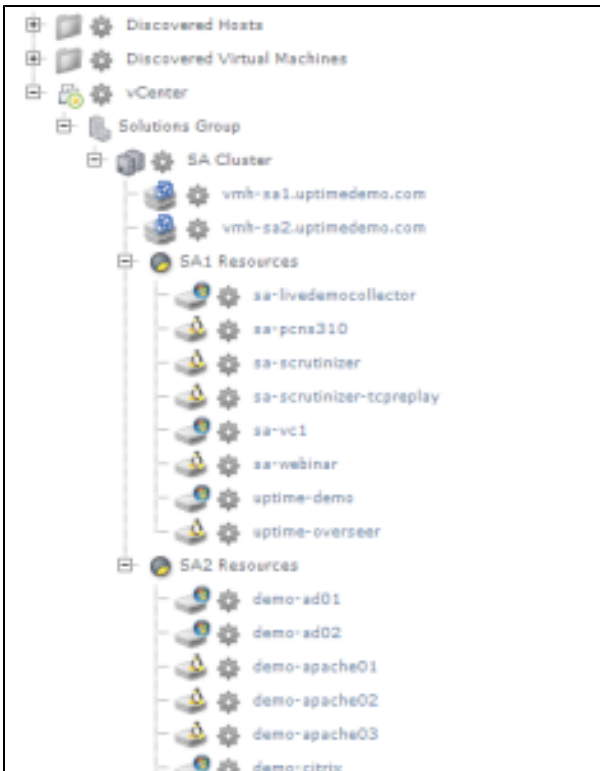 Discovered Hosts
Discovered Virtual Machines
vCenter
Solutions Group
SA Cluster
vmh-sa1.uptimedemo.com
vmh-sa2.uptimedemo.com
SA1 Resources
sa-livedemocollector
sa-pcns310
sa-scrutinizer
sa-scrutinizer-tcpreplay
sa-vc1
sa-webinar
uptime-demo
uptime-overseer
SA2 Resources
demo-ad01
demo-ad02
demo-apache01
demo-apache02
demo-apache03
demo-citrix